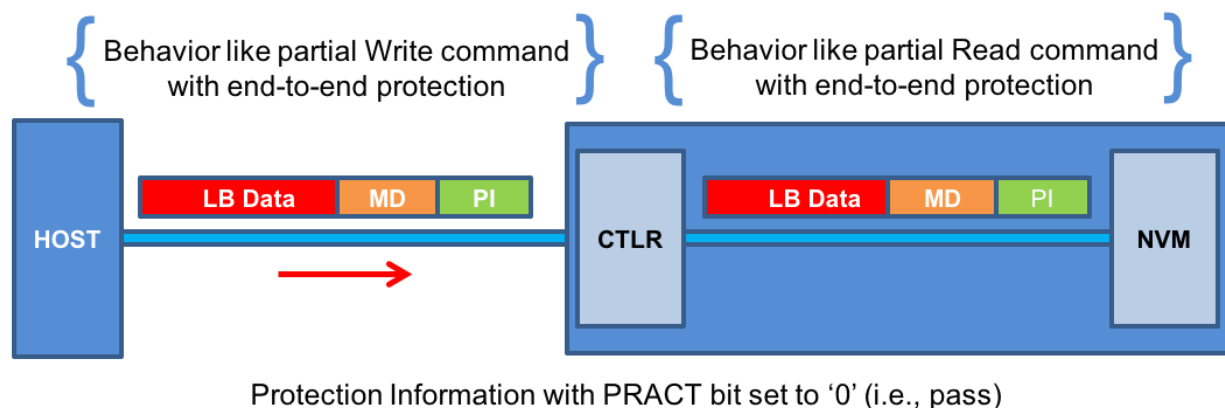 Behavior like partial Write command
with end-to-end protection
Behavior like partial Read command
with end-to-end protection
LB Data MD PI
LB Data MD PI
HOST
CTLR
NVM
Protection Information with PRACT bit set to ‘0’ (i.e., pass)